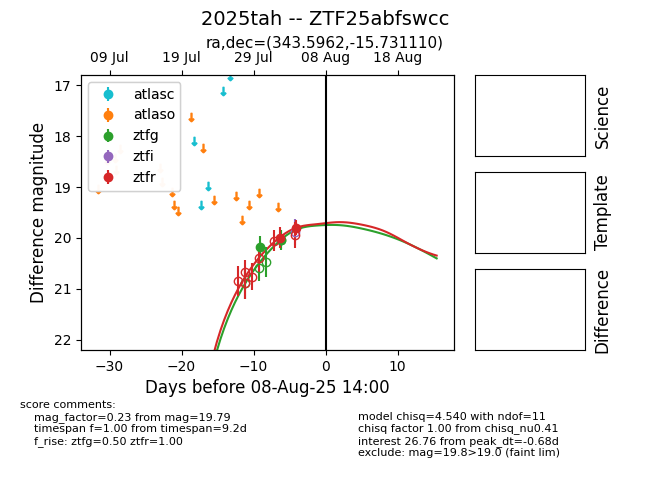 2025tah -- ZTF25abfswcc
ra,dec=(343.5962,-15.731110)
09 Jul 19 Jul 29 Jul 08 Aug 18 Aug
17
18
19
20
21
22
Difference magnitude
atlasc
atlaso
ztfg
ztfi
ztfr
−30 −20 −10 0 10
Days before 08-Aug-25 14:00
Science
Template
Difference
score comments:
mag_factor=0.23 from mag=19.79
timespan f=1.00 from timespan=9.2d
f_rise: ztfg=0.50 ztfr=1.00
model chisq=4.540 with ndof=11
chisq factor 1.00 from chisq_nu0.41
interest 26.76 from peak_dt=-0.68d
exclude: mag=19.8>19.0 (faint lim)